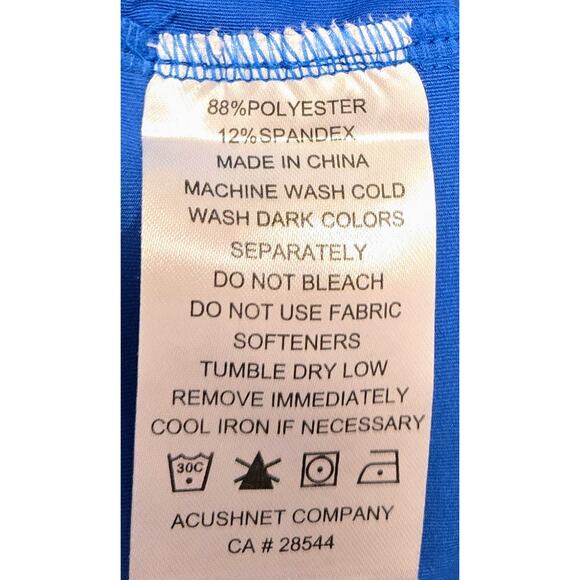 88%POLYESTER
12%SPANDEX
MADE IN CHINA
MACHINE WASH COLD
WASH DARK COLORS
SEPARATELY
DO NOT BLEACH
DO NOT USE FABRIC
SOFTENERS
TUMBLE DRY LOW
REMOVE IMMEDIATELY
COOL IRON IF NECESSARY
30C
ACUSHNET COMPANY
CA # 28544